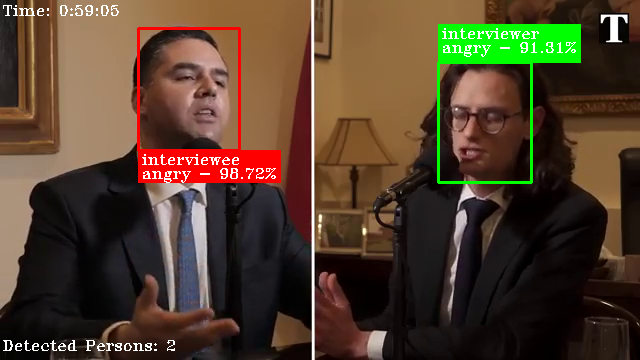 Time: 0:59:05
interviewer
angry - 91.31%
T
interviewee
angry - 98.72%
Detected Persons: 2